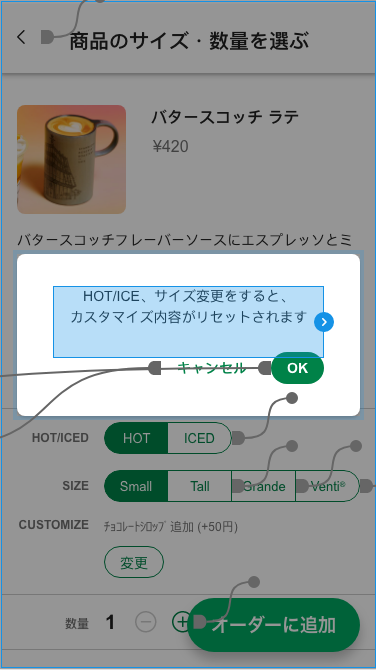 商品のサイズ・数量を選ぶ
バタースコッチ ラテ
¥420
バタースコッチフレーバーソースにエスプレッソとミ
HOT/ICE、サイズ変更をすると、
カスタマイズ内容がリセットされます
キャンセル
OK
HOT/ICED
HOT
ICED
SIZE
Small
Tall
Grande
Venti®
CUSTOMIZE
ﾁｮｺﾚｰﾄｼﾛｯﾌﾟ 追加 (+50円)
変更
数量
1
オーダーに追加